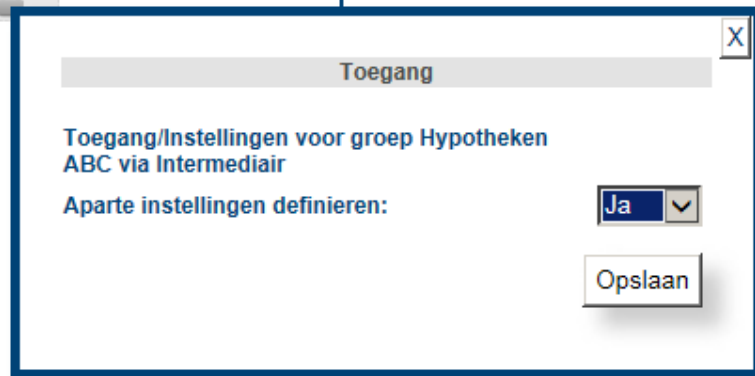 X
Toegang
Toegang/Instellingen voor groep Hypotheken
ABC via Intermediair
Aparte instellingen definieren: Ja
Opslaan